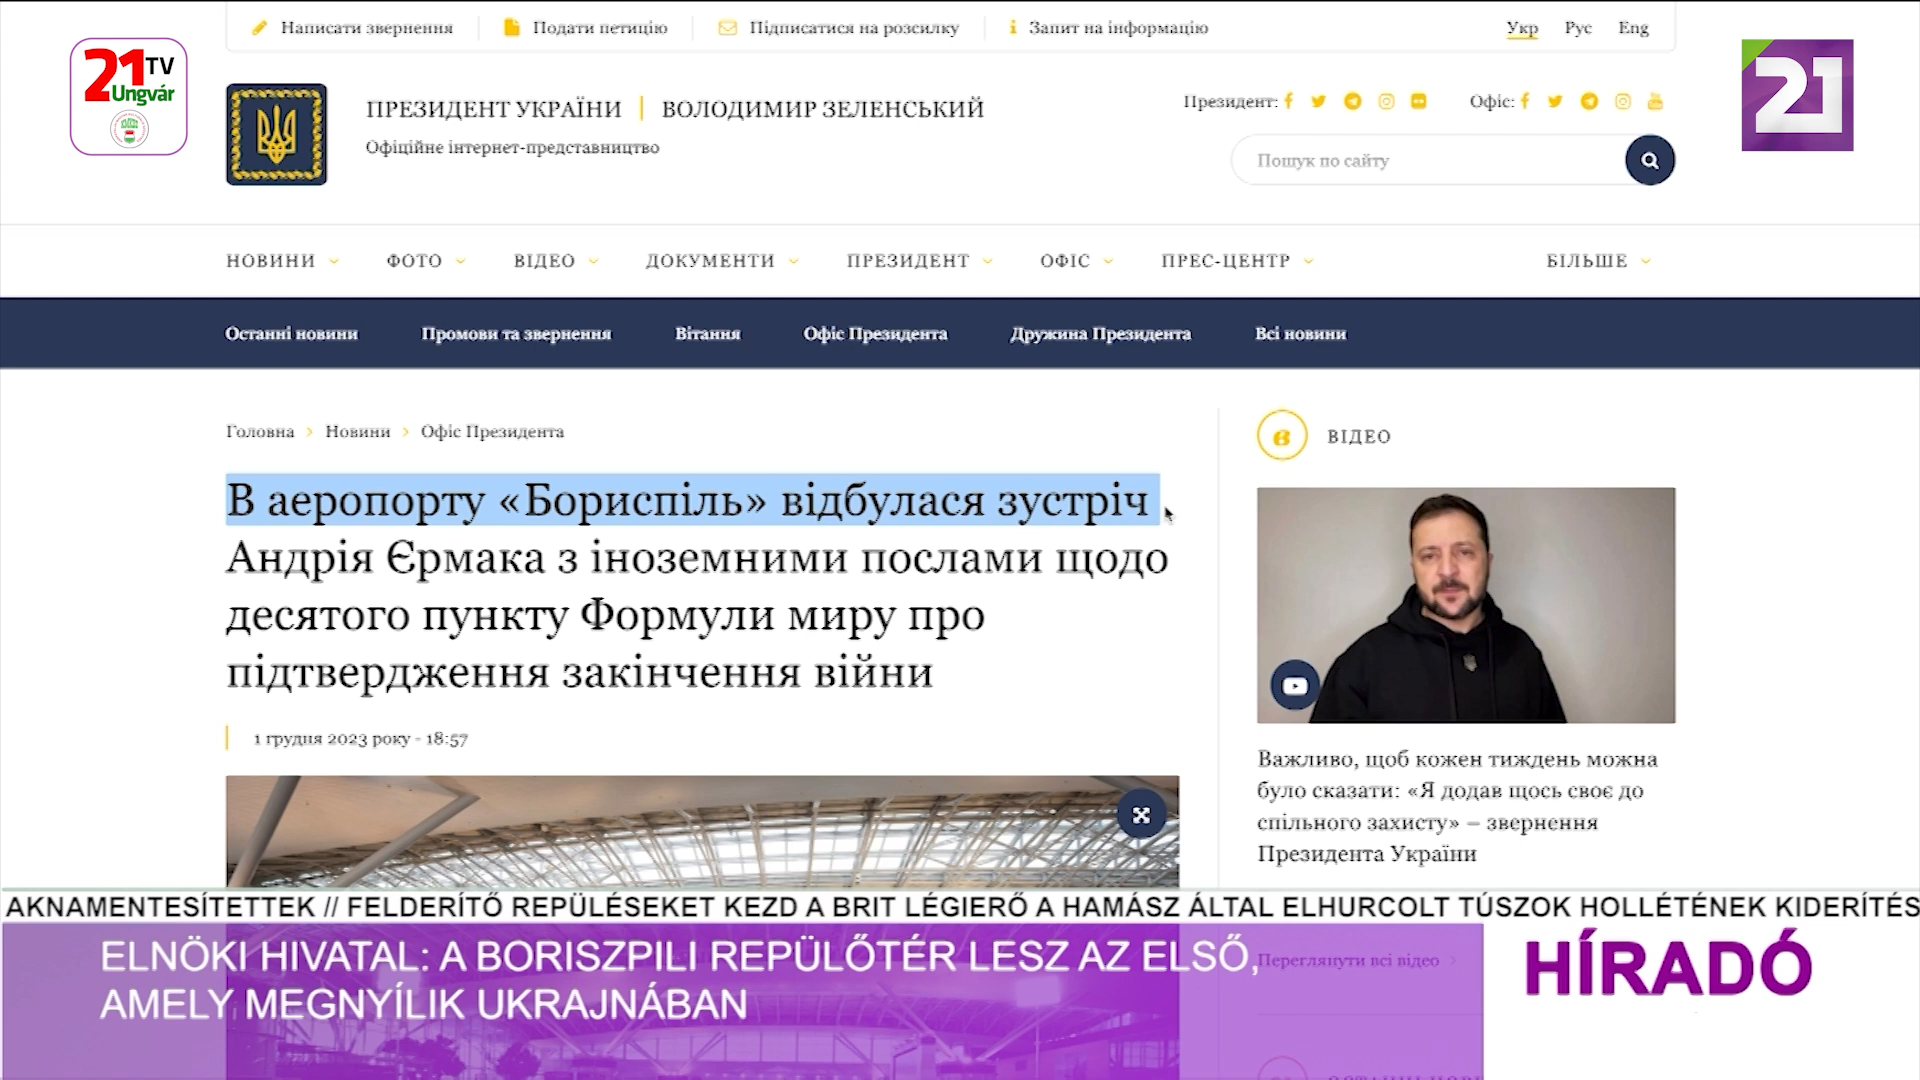 Написати звернення
Подати петицію
Підписатися на розсилку
Запит на інформацію
Укр Рус Eng
21 TV
Ungvár
21
ПРЕЗИДЕНТ УКРАЇНИ | ВОЛОДИМИР ЗЕЛЕНСЬКИЙ
Офіційне інтернет-представництво
Президент:
Офіс:
Пошук по сайту
НОВИНИ ФОТО ВІДЕО ДОКУМЕНТИ ПРЕЗИДЕНТ ОФІС ПРЕС-ЦЕНТР БІЛЬШЕ
Останні новини Промови та звернення Вітання Офіс Президента Дружина Президента Всі новини
Головна > Новини > Офіс Президента
В аеропорту «Бориспіль» відбулася зустріч
Андрія Єрмака з іноземними послами щодо
десятого пункту Формули миру про
підтвердження закінчення війни
1 грудня 2023 року - 18:57
в ВІДЕО
Важливо, щоб кожен тиждень можна
було сказати: «Я додав щось своє до
спільного захисту» – звернення
Президента України
Переглянути всі відео
AKNAMENTESÍTETTEK // FELDERÍTŐ REPÜLÉSEKET KEZD A BRIT LÉGIERŐ A HAMÁSZ ÁLTAL ELHURCOLT TÚSZOK HOLLÉTÉNEK KIDERÍTÉS
ELNÖKI HIVATAL: A BORISZPILI REPÜLŐTÉR LESZ AZ ELSŐ,
AMELY MEGNYÍLIK UKRAJNÁBAN
HÍRADÓ